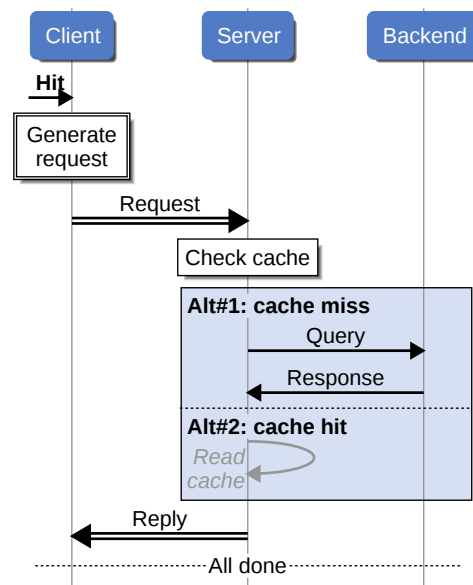 Client Server Backend
Hit
Generate
request
Request
Check cache
Alt#1: cache miss
Query
Response
Alt#2: cache hit
Read
cache
Reply
All done